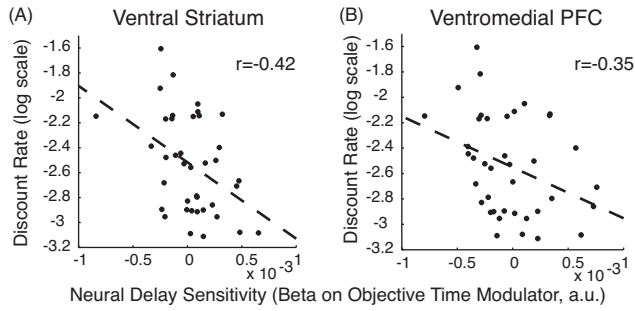 (A) Ventral Striatum
Discount Rate (log scale)
-1.6
-1.8
-2
-2.2
-2.4
-2.6
-2.8
-3
-3.2
r=-0.42
-1 -0.5 0 0.5 1
x 10-3
(B) Ventromedial PFC
Discount Rate (log scale)
-1.6
-1.8
-2
-2.2
-2.4
-2.6
-2.8
-3
-3.2
r=-0.35
-1 -0.5 0 0.5 1
x 10-3
Neural Delay Sensitivity (Beta on Objective Time Modulator, a.u.)